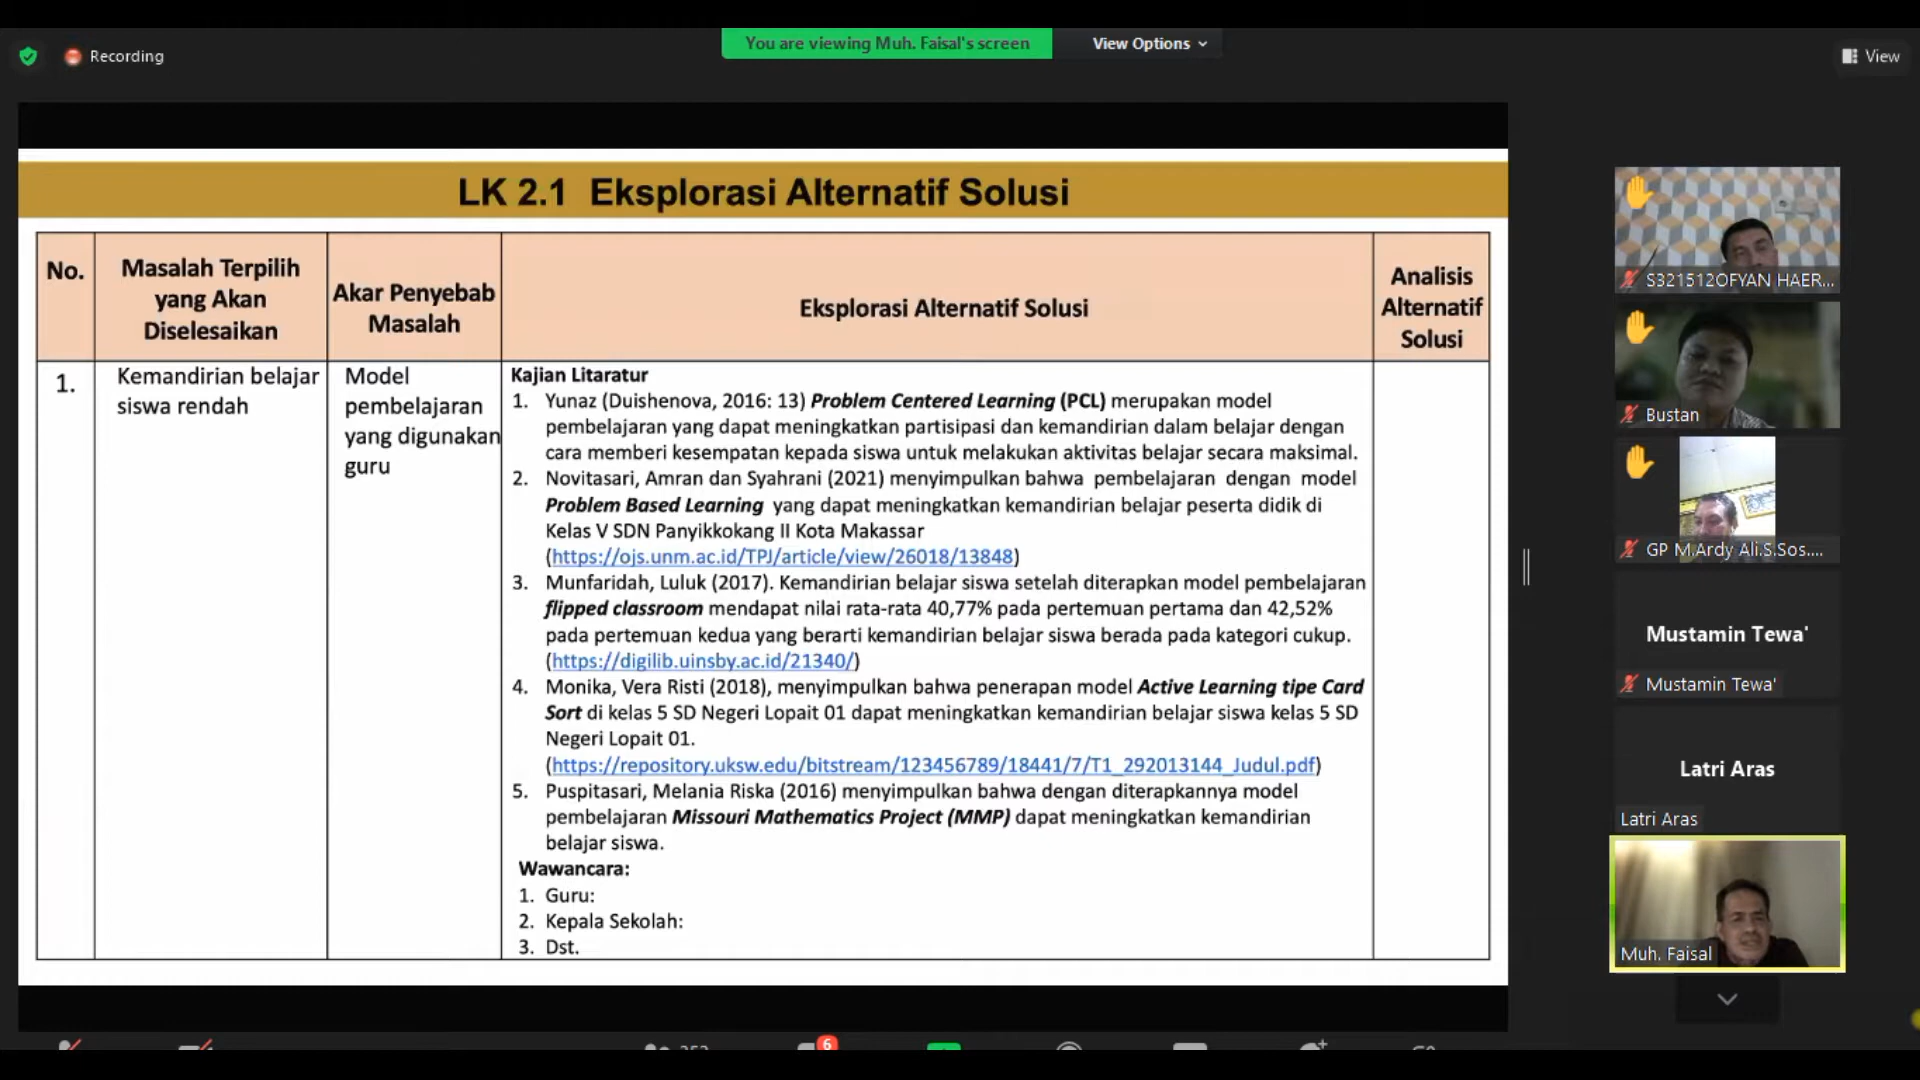 Recording
You are viewing Muh. Faisal's screen
View Options
View
LK 2.1 Eksplorasi Alternatif Solusi
No.
Masalah Terpilih
yang Akan
Diselesaikan
Akar Penyebab
Masalah
Eksplorasi Alternatif Solusi
Analisis
Alternatif
Solusi
1.
Kemandirian belajar
siswa rendah
Model
pembelajaran
yang digunakan
guru
Kajian Litaratur
1. Yunaz (Duishenova, 2016: 13) Problem Centered Learning (PCL) merupakan model
pembelajaran yang dapat meningkatkan partisipasi dan kemandirian dalam belajar dengan
cara memberi kesempatan kepada siswa untuk melakukan aktivitas belajar secara maksimal.
2. Novitasari, Amran dan Syahrani (2021) menyimpulkan bahwa pembelajaran dengan model
Problem Based Learning yang dapat meningkatkan kemandirian belajar peserta didik di
Kelas V SDN Panyikkokang II Kota Makassar
(https://ojs.unm.ac.id/TPJ/article/view/26018/13848)
3. Munfaridah, Luluk (2017). Kemandirian belajar siswa setelah diterapkan model pembelajaran
flipped classroom mendapat nilai rata-rata 40,77% pada pertemuan pertama dan 42,52%
pada pertemuan kedua yang berarti kemandirian belajar siswa berada pada kategori cukup.
(https://digilib.uinsby.ac.id/21340/)
4. Monika, Vera Risti (2018), menyimpulkan bahwa penerapan model Active Learning tipe Card
Sort di kelas 5 SD Negeri Lopait 01 dapat meningkatkan kemandirian belajar siswa kelas 5 SD
Negeri Lopait 01.
(https://repository.uksw.edu/bitstream/123456789/18441/7/T1_292013144_Judul.pdf)
5. Puspitasari, Melania Riska (2016) menyimpulkan bahwa dengan diterapkannya model
pembelajaran Missouri Mathematics Project (MMP) dapat meningkatkan kemandirian
belajar siswa.
Wawancara:
1. Guru:
2. Kepala Sekolah:
3. Dst.
S321512OFYAN HAER...
Bustan
GP M.Ardy Ali.S.Sos....
Mustamin Tewa'
Mustamin Tewa'
Latri Aras
Latri Aras
Muh. Faisal
6